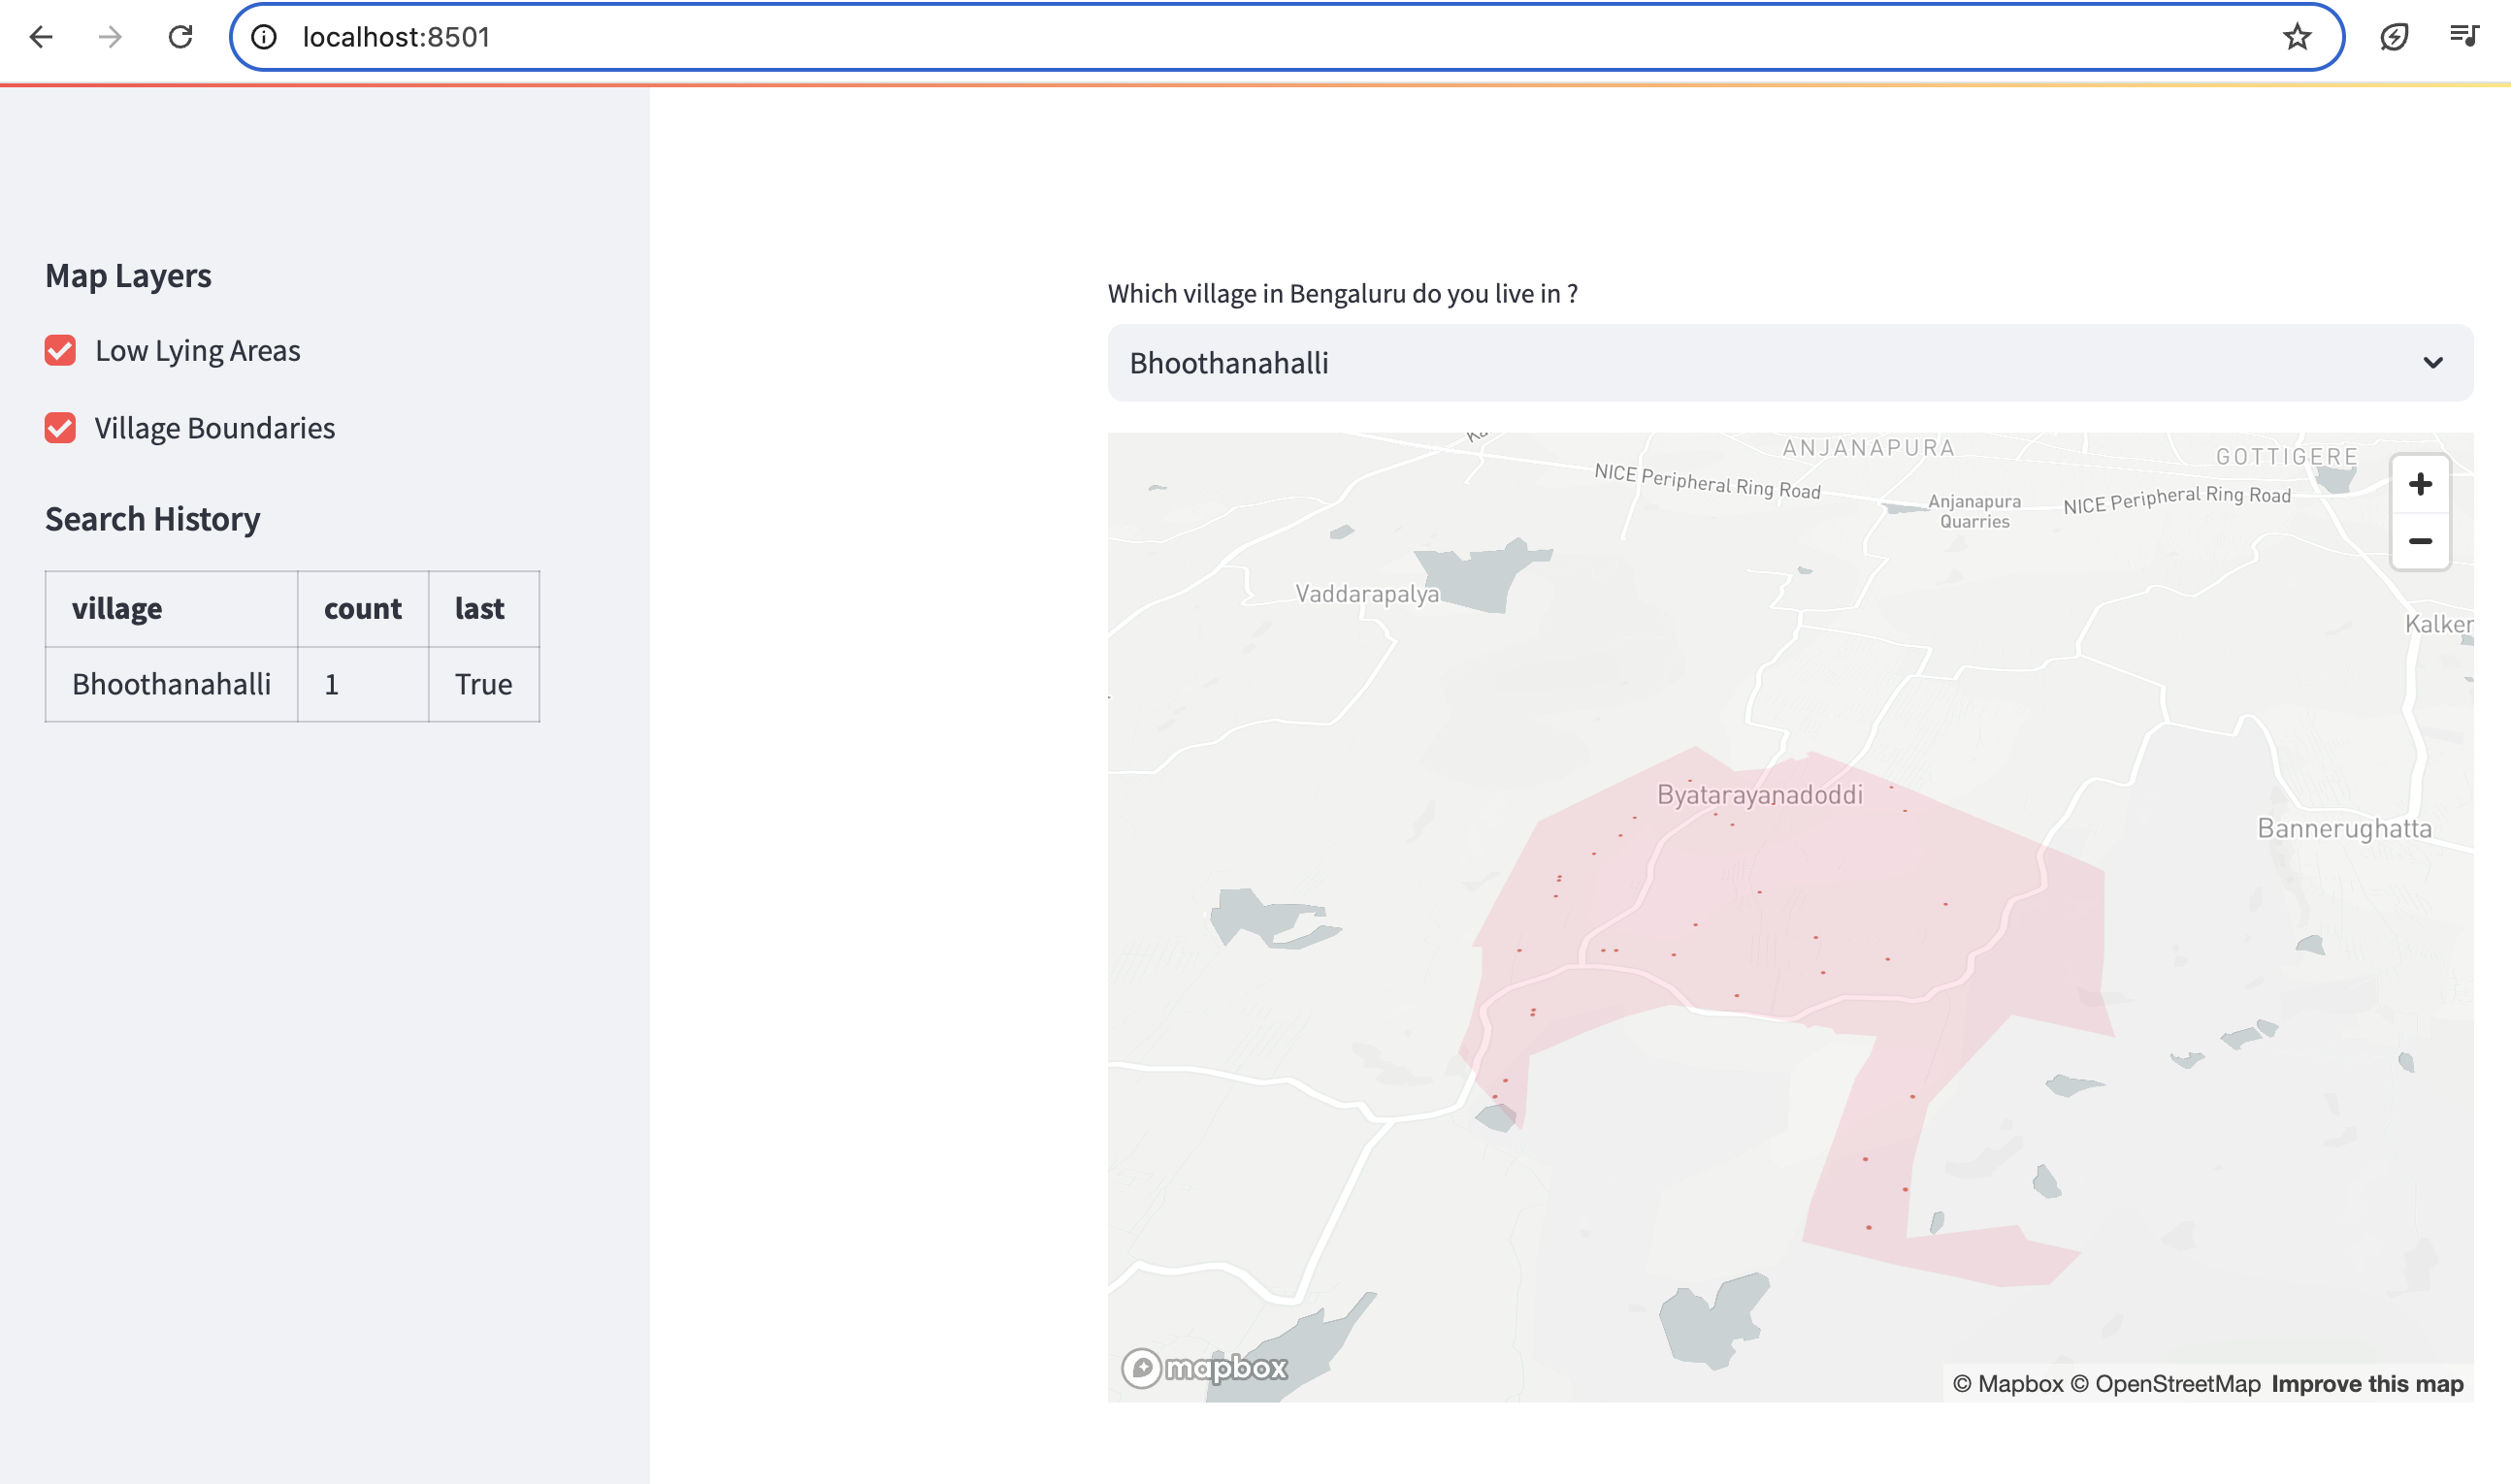 localhost:8501
Map Layers
Low Lying Areas
Village Boundaries
Search History
village count last
Bhoothanahalli 1 True
Which village in Bengaluru do you live in ?
Bhoothanahalli
ANJANAPURA
GOTTIGERE
NICE Peripheral Ring Road
Anjanapura
Quarries
NICE Peripheral Ring Road
Vaddarapalya
Kalker
Byatarayanadoddi
Bannerughatta
mapbox
© Mapbox © OpenStreetMap Improve this map